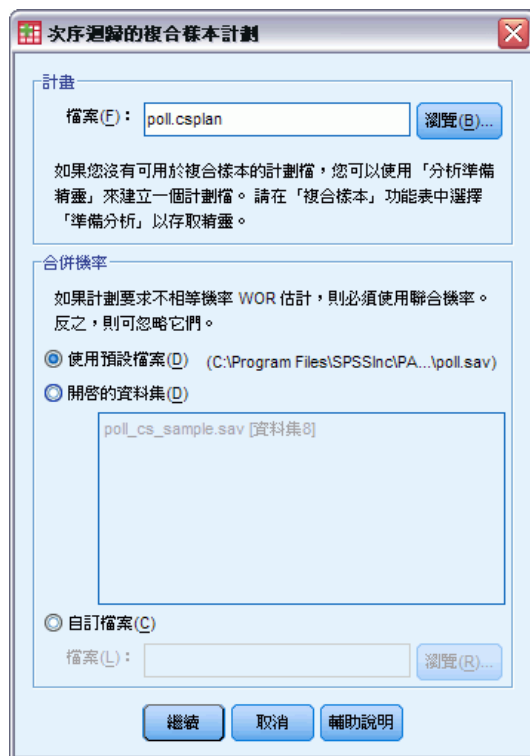 次序迴歸的複合樣本計劃
計畫
檔案(F)： poll.csplan 瀏覽(B)...
如果您沒有可用於複合樣本的計劃檔，您可以使用「分析準備
精靈」來建立一個計劃檔。請在「複合樣本」功能表中選擇
「準備分析」以存取精靈。
合併機率
如果計劃要求不相等機率 WOR 估計，則必須使用聯合機率。
反之，則可忽略它們。
使用預設檔案(D) (C:\Program Files\SPSSInc\PA...\poll.sav)
開啓的資料集(D)
poll_cs_sample.sav [資料集8]
自訂檔案(C)
檔案(L)： 瀏覽(R)...
繼續 取消 輔助說明